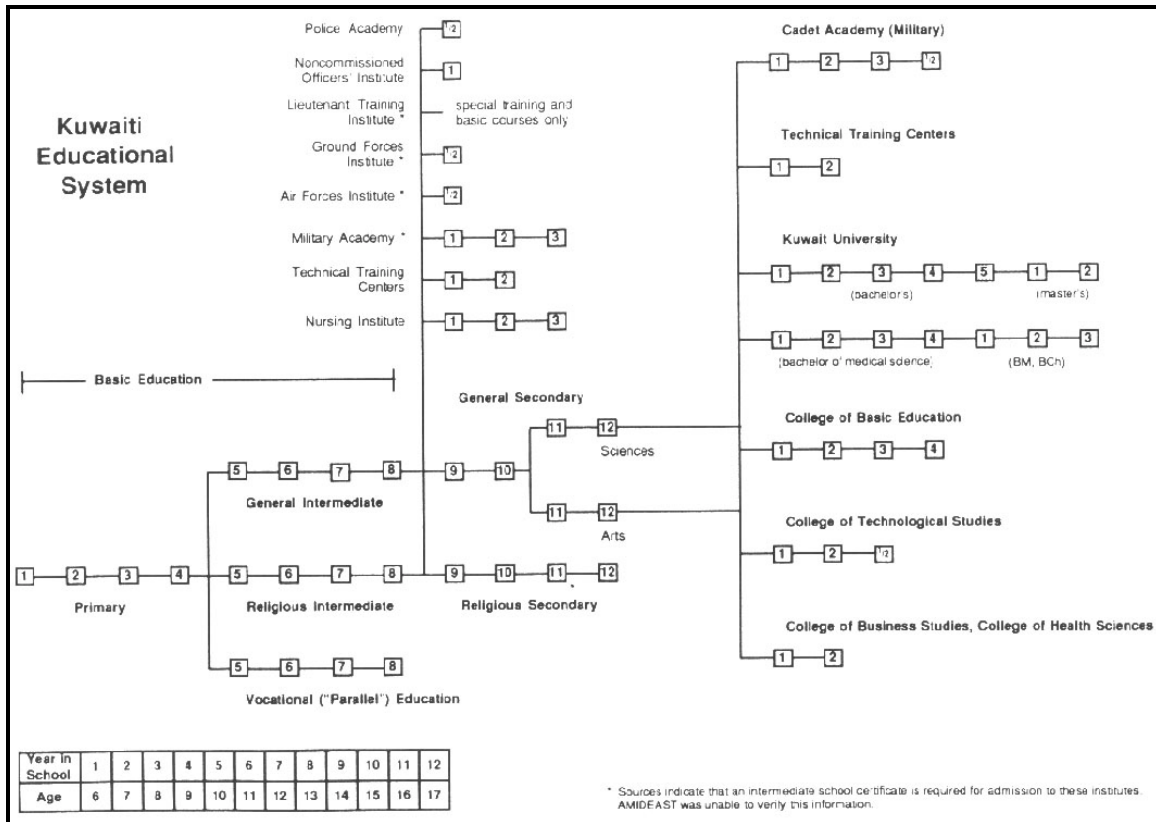 Kuwaiti
Educational
System
Police Academy
1/2
Noncommissioned
Officers' Institute
1
Lieutenant Training
Institute *
special training and
basic courses only
Ground Forces
Institute *
1/2
Air Forces Institute *
1/2
Military Academy *
1 2 3
Technical Training
Centers
1 2
Nursing Institute
1 2 3
Basic Education
General Secondary
11 12
Sciences
5 6 7 8 9 10
General Intermediate
11 12
Arts
1 2 3 4 5 6 7 8 9 10 11 12
Primary
Religious Intermediate
Religious Secondary
5 6 7 8
Vocational ("Parallel") Education
Cadet Academy (Military)
1 2 3 1/2
Technical Training Centers
1 2
Kuwait University
1 2 3 4 5 1 2
(bachelor's) (master's)
1 2 3 4 1 2 3
(bachelor of medical science) (BM, BCh)
College of Basic Education
1 2 3 4
College of Technological Studies
1 2 1/2
College of Business Studies, College of Health Sciences
1 2
Year in
School
1 2 3 4 5 6 7 8 9 10 11 12
Age 6 7 8 9 10 11 12 13 14 15 16 17
* Sources indicate that an intermediate school certificate is required for admission to these institutes.
AMIDEAST was unable to verify this information.